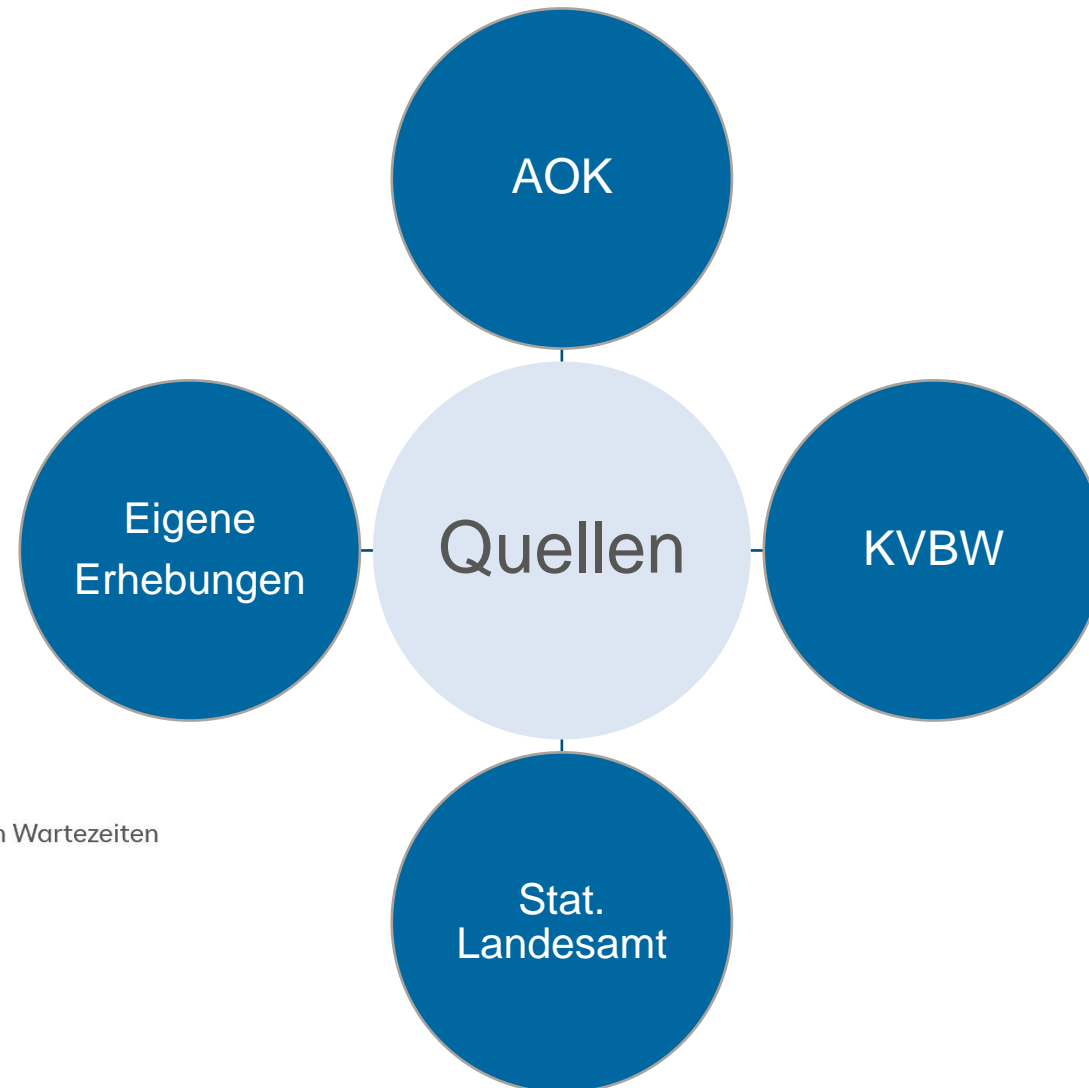 AOK
Eigene
Erhebungen
Quellen
KVBW
Wartezeiten
Stat.
Landesamt